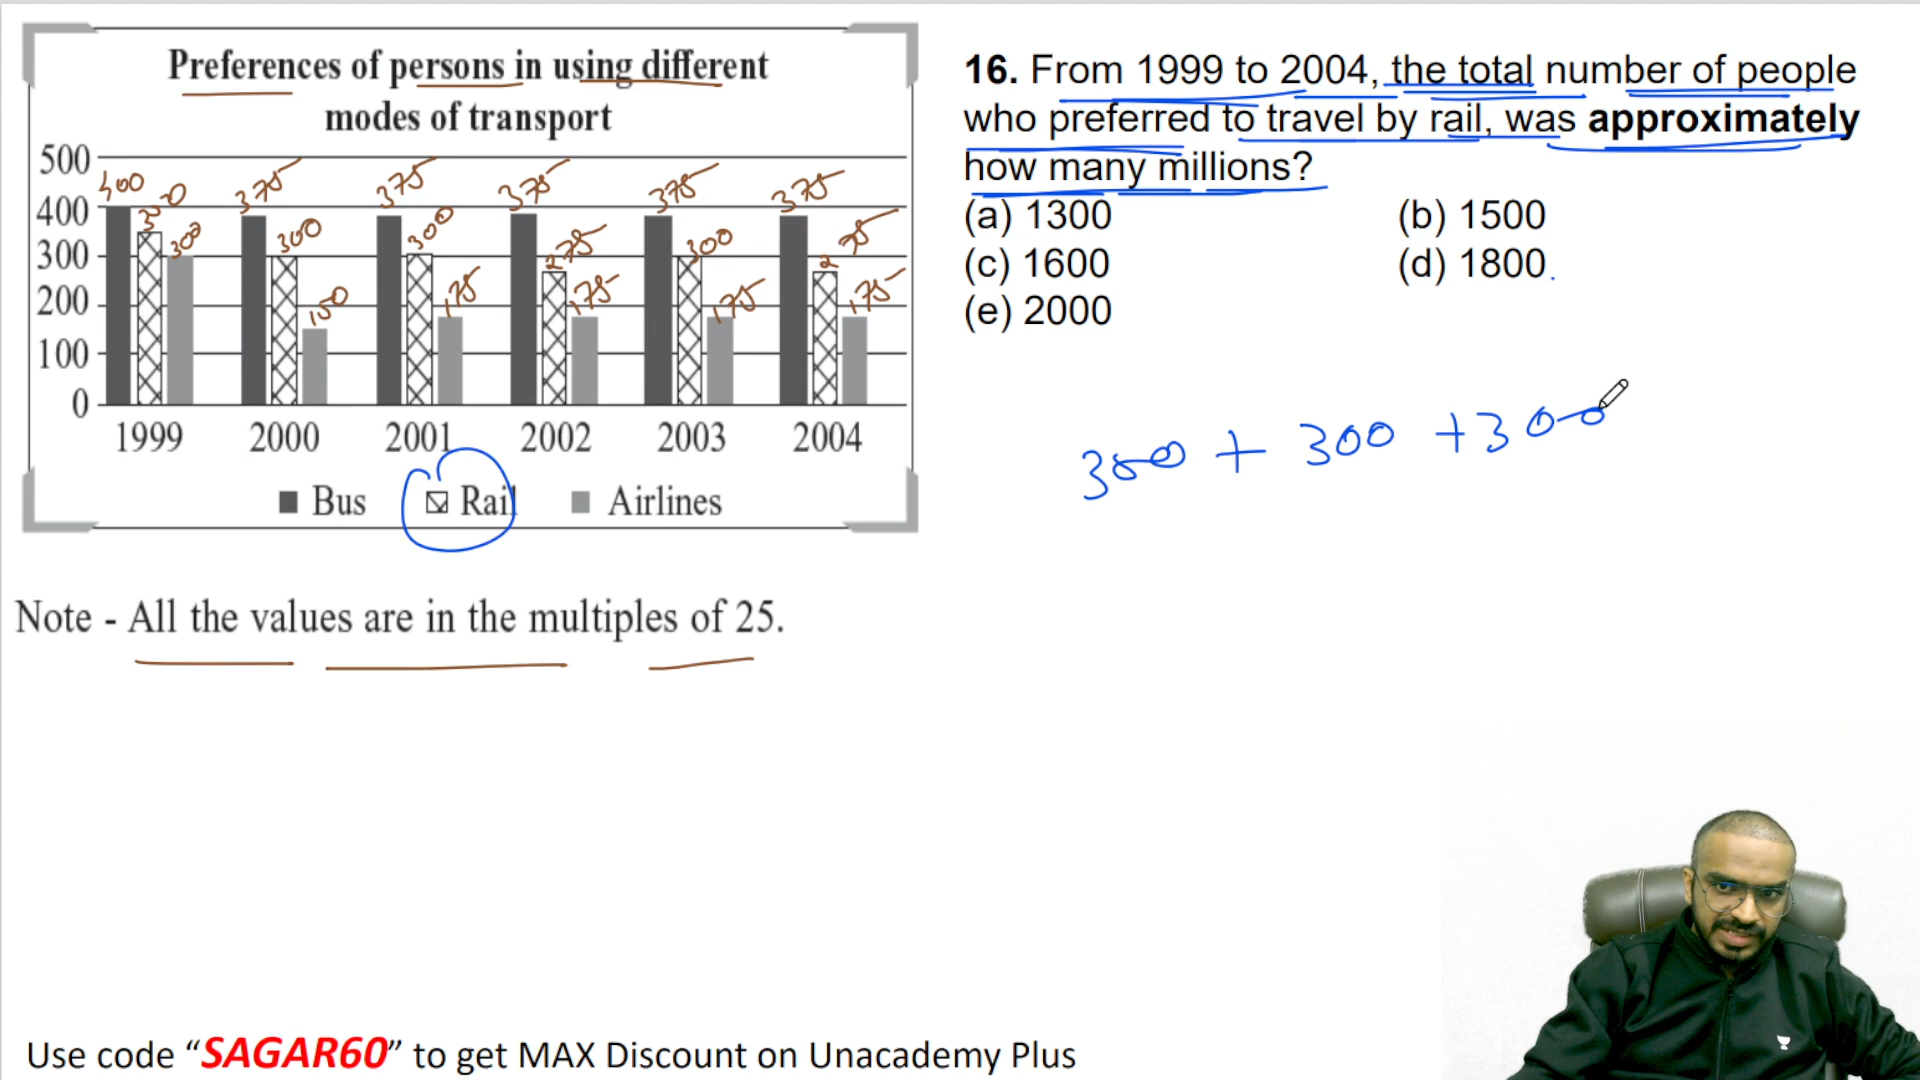 Preferences of persons in using different
modes of transport
500
400
300
200
100
0
400 350 300
375 300 150
375 300 175
375 275 175
375 300 175
375 275 175
1999 2000 2001 2002 2003 2004
Bus Rail Airlines
Note - All the values are in the multiples of 25.
16. From 1999 to 2004, the total number of people
who preferred to travel by rail, was approximately
how many millions?
(a) 1300 (b) 1500
(c) 1600 (d) 1800.
(e) 2000
350 + 300 + 300
Use code “SAGAR60” to get MAX Discount on Unacademy Plus